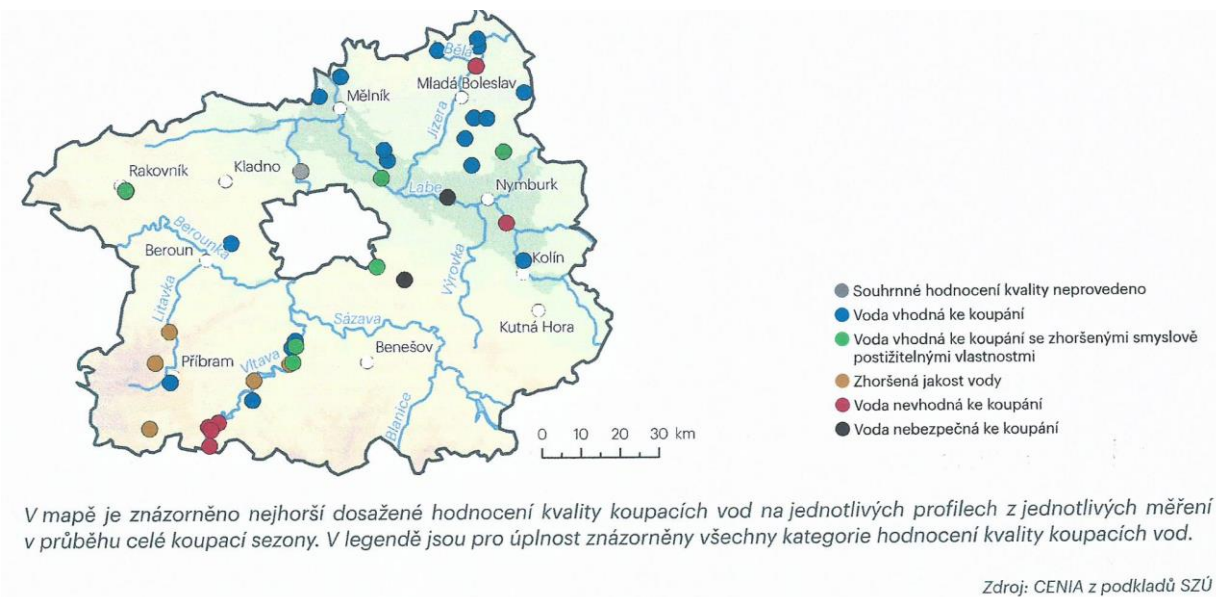 Bělá
Mladá Boleslav
Mělník
Jizera
Rakovník
Kladno
Labe
Nymburk
Berounka
Beroun
Kolín
Výrovka
Litavka
Sázava
Kutná Hora
Příbram
Vltava
Benešov
Blanice
0 10 20 30 km
Souhrnné hodnocení kvality neprovedeno
Voda vhodná ke koupání
Voda vhodná ke koupání se zhoršenými smyslově
postižitelnými vlastnostmi
Zhoršená jakost vody
Voda nevhodná ke koupání
Voda nebezpečná ke koupání
V mapě je znázorněno nejhorší dosažené hodnocení kvality koupacích vod na jednotlivých profilech z jednotlivých měření
v průběhu celé koupací sezony. V legendě jsou pro úplnost znázorněny všechny kategorie hodnocení kvality koupacích vod.
Zdroj: CENIA z podkladů SZÚ